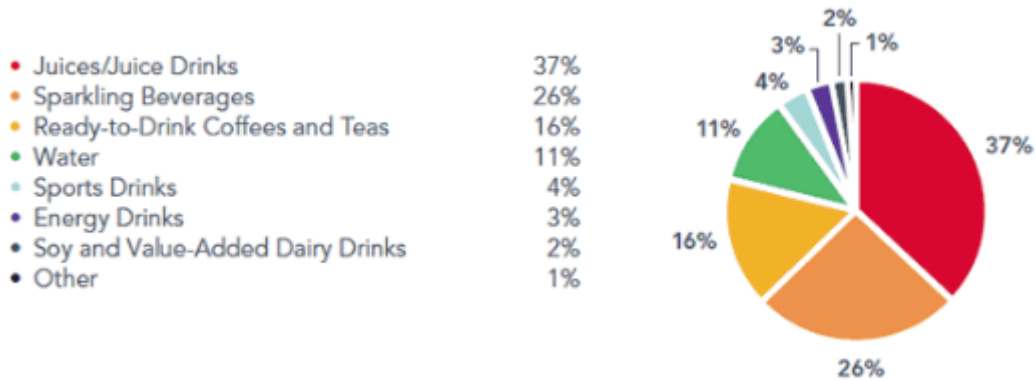 • Juices/Juice Drinks 37%
• Sparkling Beverages 26%
• Ready-to-Drink Coffees and Teas 16%
• Water 11%
• Sports Drinks 4%
• Energy Drinks 3%
• Soy and Value-Added Dairy Drinks 2%
• Other 1%
2%
3%
1%
4%
11%
37%
16%
26%